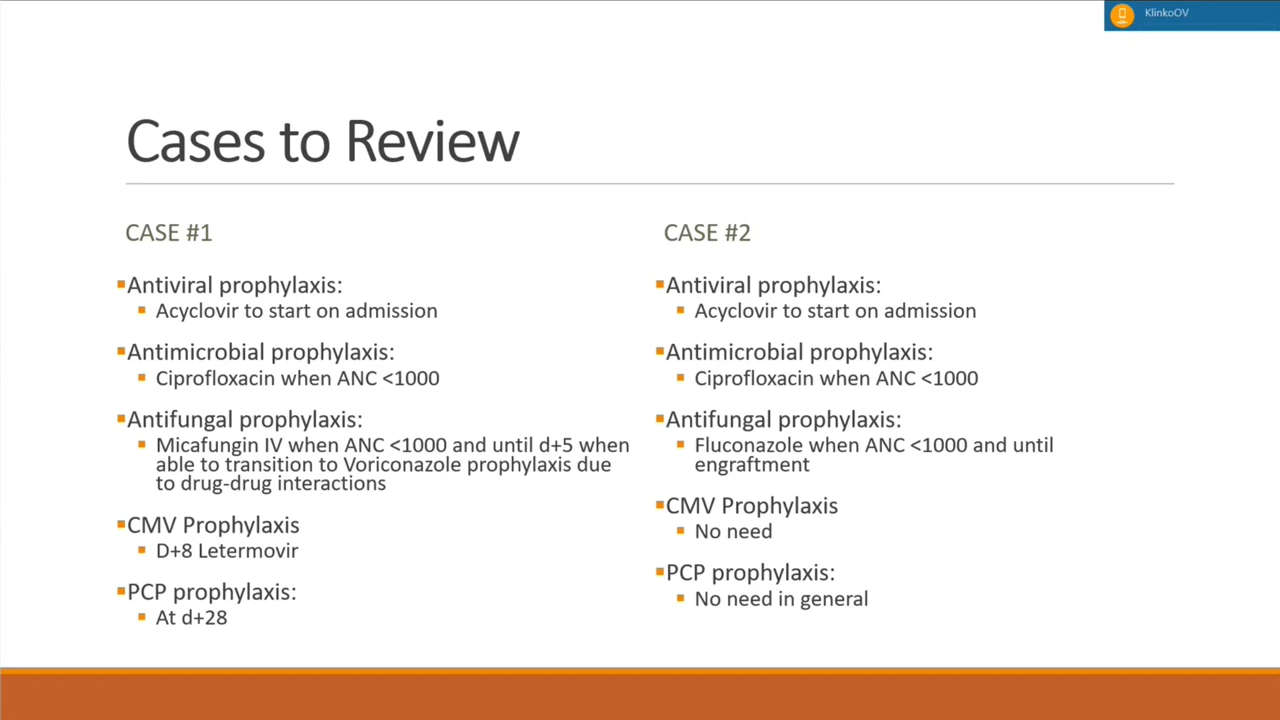 KlinkoOV
Cases to Review
CASE #1
▪Antiviral prophylaxis:
▪ Acyclovir to start on admission
▪Antimicrobial prophylaxis:
▪ Ciprofloxacin when ANC <1000
▪Antifungal prophylaxis:
▪ Micafungin IV when ANC <1000 and until d+5 when
able to transition to Voriconazole prophylaxis due
to drug-drug interactions
▪CMV Prophylaxis
▪ D+8 Letermovir
▪PCP prophylaxis:
▪ At d+28
CASE #2
▪Antiviral prophylaxis:
▪ Acyclovir to start on admission
▪Antimicrobial prophylaxis:
▪ Ciprofloxacin when ANC <1000
▪Antifungal prophylaxis:
▪ Fluconazole when ANC <1000 and until
engraftment
▪CMV Prophylaxis
▪ No need
▪PCP prophylaxis:
▪ No need in general